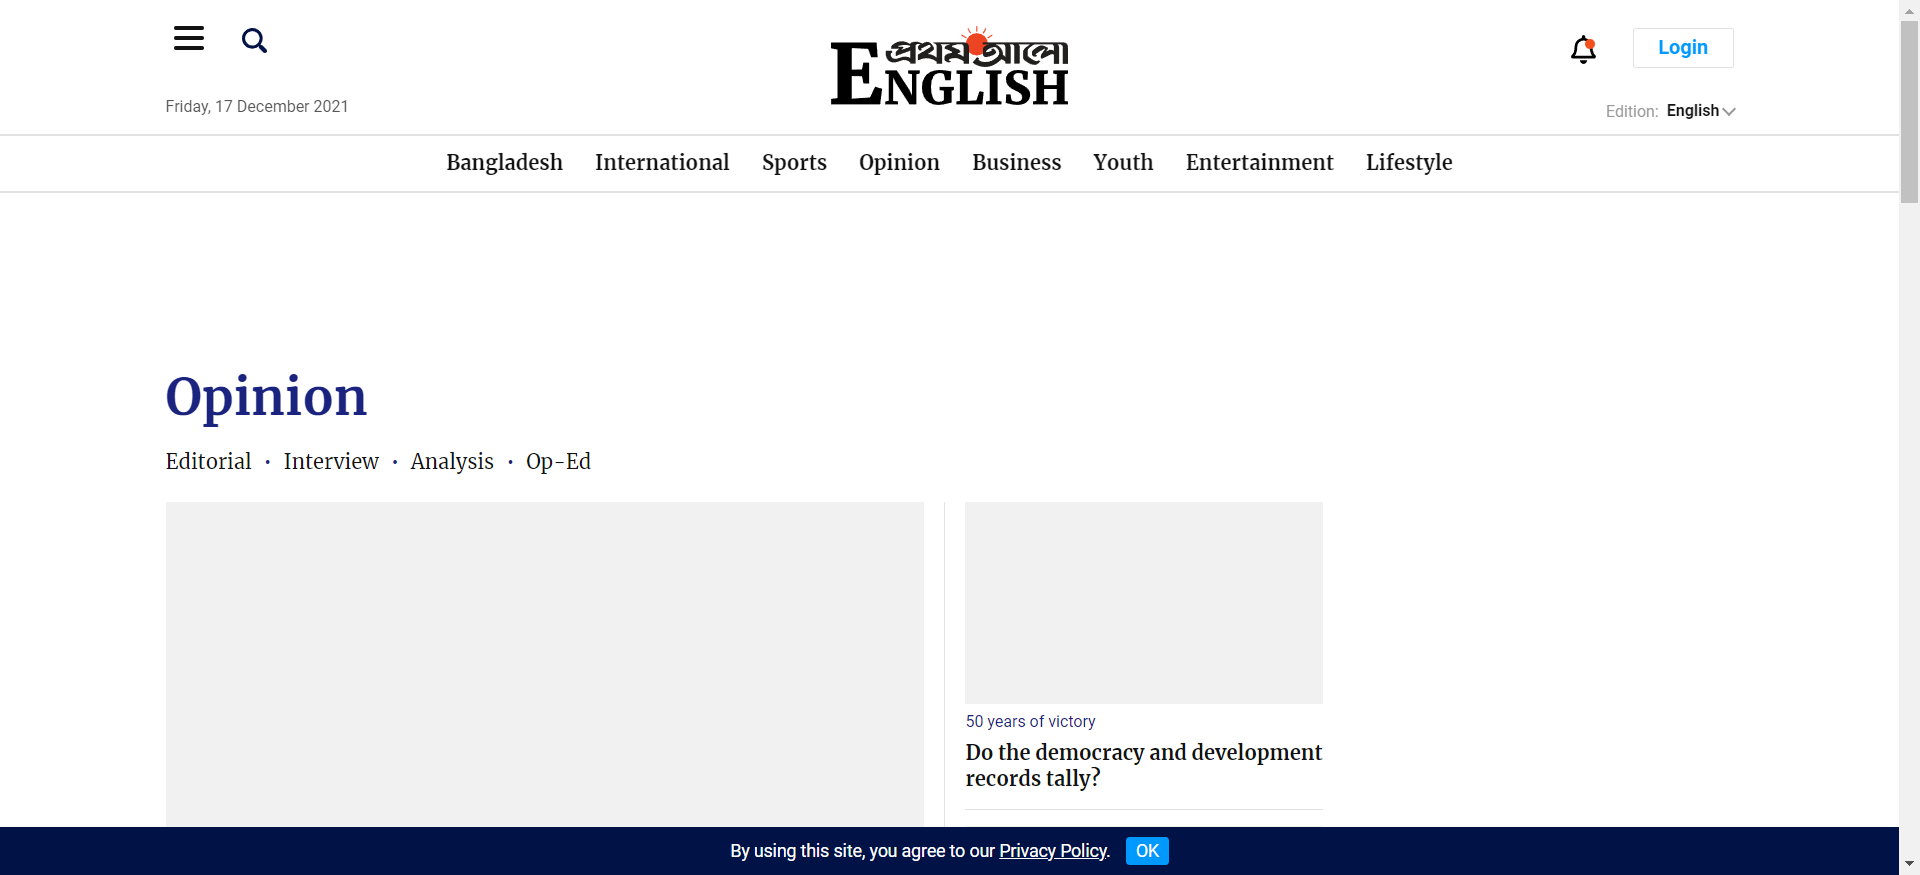 প্রথম আলো
ENGLISH
Login
Friday, 17 December 2021
Edition: English
Bangladesh International Sports Opinion Business Youth Entertainment Lifestyle
Opinion
Editorial • Interview • Analysis • Op-Ed
50 years of victory
Do the democracy and development
records tally?
By using this site, you agree to our Privacy Policy. OK